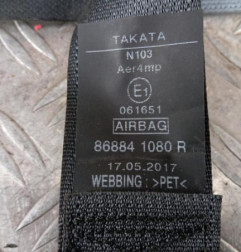 TAKATA
N103
Aer4mp
E1
061651
AIRBAG
86884 1080 R
17.05.2017
WEBBING : >PET<